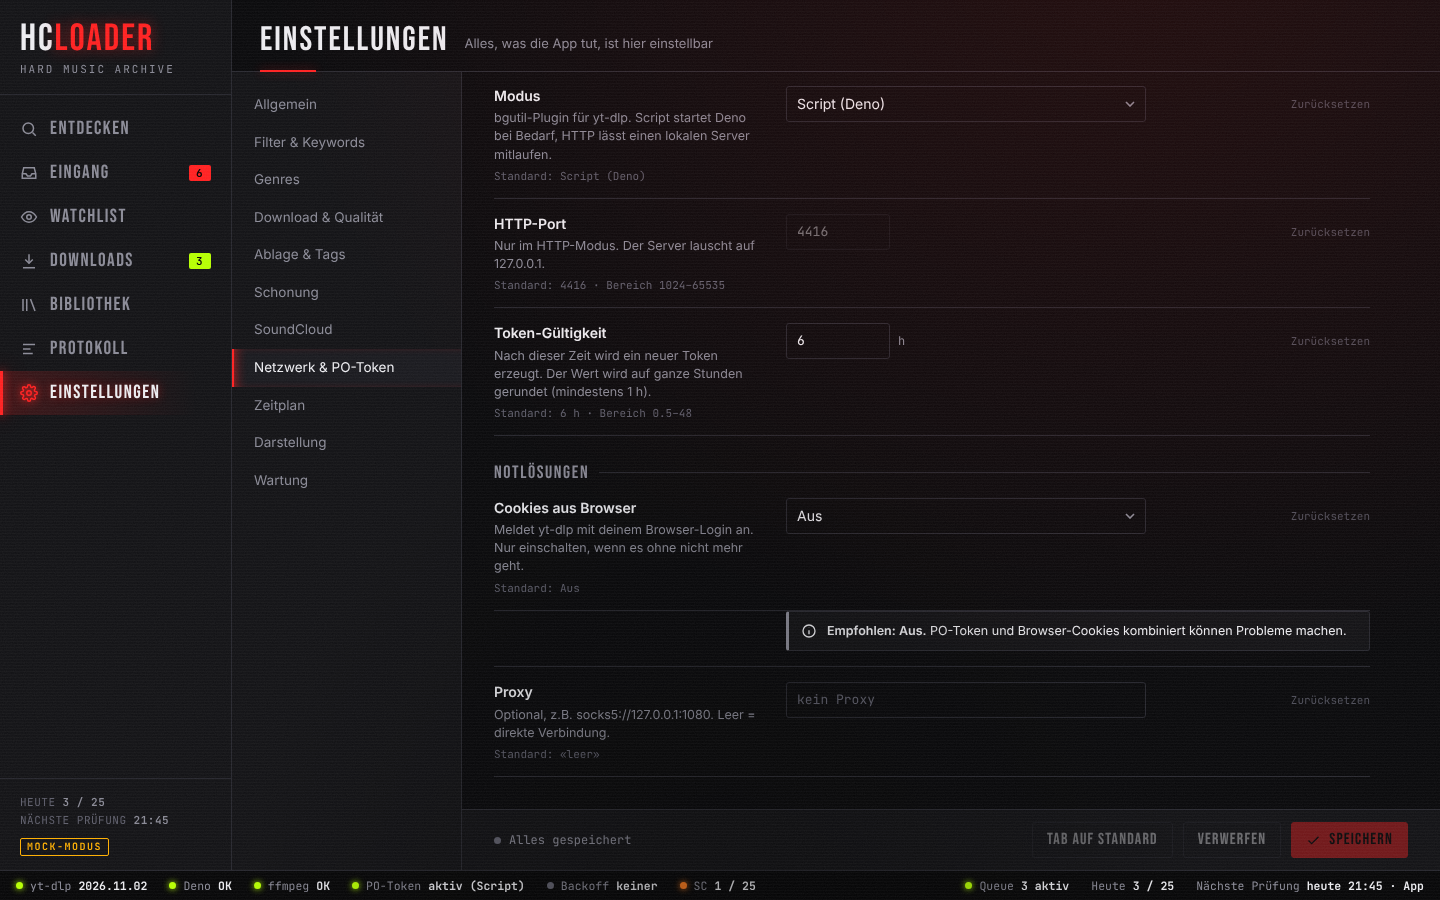 HCLOADER
HARD MUSIC ARCHIVE
ENTDECKEN
EINGANG 6
WATCHLIST
DOWNLOADS 3
BIBLIOTHEK
PROTOKOLL
EINSTELLUNGEN
HEUTE 3 / 25
NÄCHSTE PRÜFUNG 21:45
MOCK-MODUS
EINSTELLUNGEN Alles, was die App tut, ist hier einstellbar
Allgemein
Filter & Keywords
Genres
Download & Qualität
Ablage & Tags
Schonung
SoundCloud
Netzwerk & PO-Token
Zeitplan
Darstellung
Wartung
Modus
bgutil-Plugin für yt-dlp. Script startet Deno
bei Bedarf, HTTP lässt einen lokalen Server
mitlaufen.
Standard: Script (Deno)
Script (Deno)
Zurücksetzen
HTTP-Port
Nur im HTTP-Modus. Der Server lauscht auf
127.0.0.1.
Standard: 4416 · Bereich 1024–65535
4416
Zurücksetzen
Token-Gültigkeit
Nach dieser Zeit wird ein neuer Token
erzeugt. Der Wert wird auf ganze Stunden
gerundet (mindestens 1 h).
Standard: 6 h · Bereich 0.5–48
6 h
Zurücksetzen
NOTLÖSUNGEN
Cookies aus Browser
Meldet yt-dlp mit deinem Browser-Login an.
Nur einschalten, wenn es ohne nicht mehr
geht.
Standard: Aus
Aus
Zurücksetzen
Empfohlen: Aus. PO-Token und Browser-Cookies kombiniert können Probleme machen.
Proxy
Optional, z.B. socks5://127.0.0.1:1080. Leer =
direkte Verbindung.
Standard: «leer»
kein Proxy
Zurücksetzen
Alles gespeichert
TAB AUF STANDARD
VERWERFEN
SPEICHERN
yt-dlp 2026.11.02 Deno OK ffmpeg OK PO-Token aktiv (Script) Backoff keiner SC 1 / 25 Queue 3 aktiv Heute 3 / 25 Nächste Prüfung heute 21:45 · App